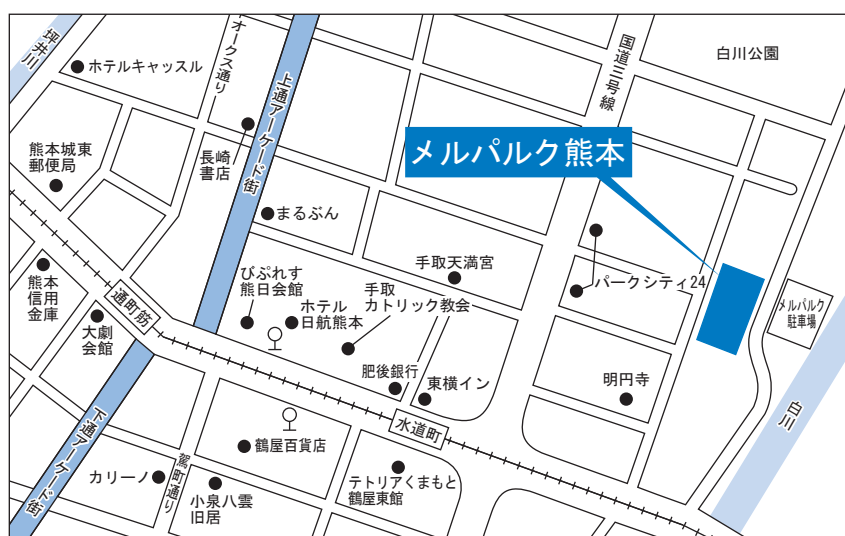 坪井川
ホテルキャッスル
オークス通り
上通アーケード街
国道三号線
白川公園
メルパルク熊本
熊本城東
郵便局
長崎
書店
まるぶん
びぷれす
熊日会館
ホテル
日航熊本
手取
カトリック教会
手取天満宮
パークシティ24
メルパルク
駐車場
熊本
信用
金庫
大劇
会館
通町筋
肥後銀行
東横イン
明円寺
水道町
白川
下通アーケード街
鶴屋百貨店
カリーノ
駕町通り
小泉八雲
旧居
テトリアくまもと
鶴屋東館